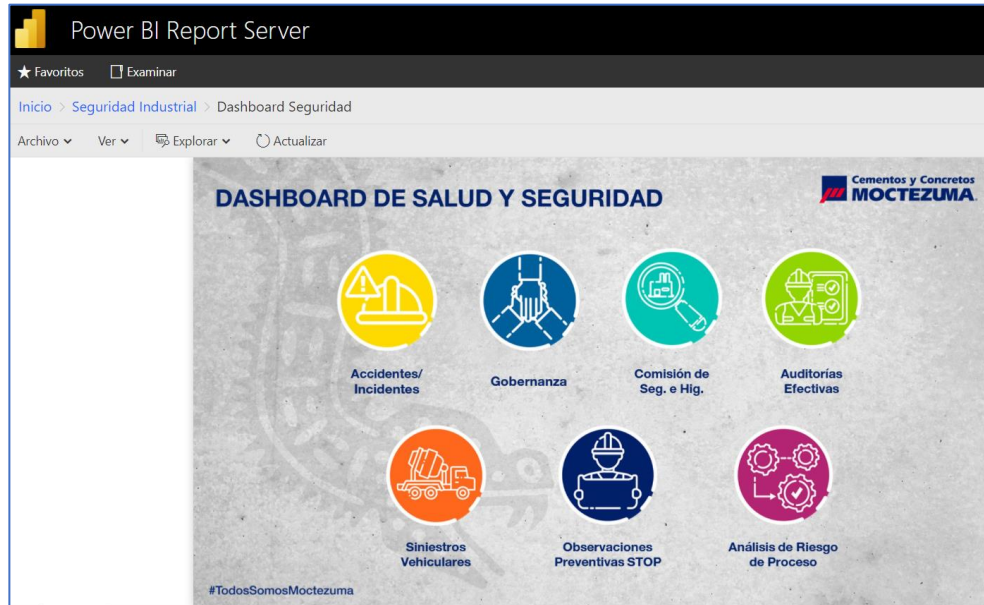 Power BI Report Server
Favoritos Examinar
Inicio > Seguridad Industrial > Dashboard Seguridad
Archivo Ver Explorar Actualizar
DASHBOARD DE SALUD Y SEGURIDAD
Cementos y Concretos
MOCTEZUMA
Accidentes/
Incidentes
Gobernanza
Comisión de
Seg. e Hig.
Auditorías
Efectivas
Siniestros
Vehiculares
Observaciones
Preventivas STOP
Análisis de Riesgo
de Proceso
#TodosSomosMoctezuma